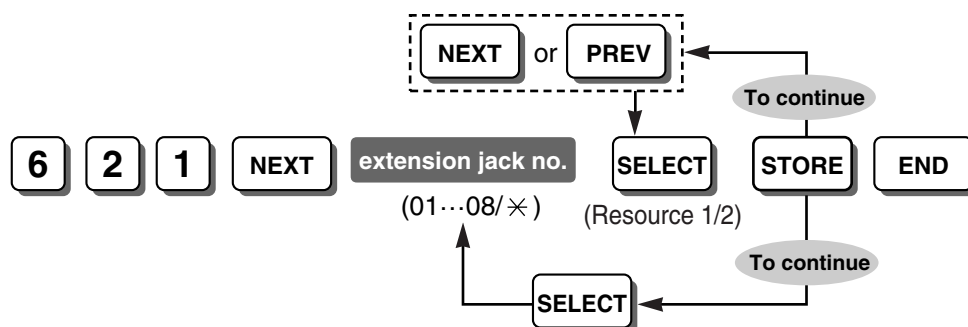 NEXT or PREV
To continue
6 2 1 NEXT extension jack no. SELECT STORE END
(01···08/✳) (Resource 1/2)
To continue
SELECT